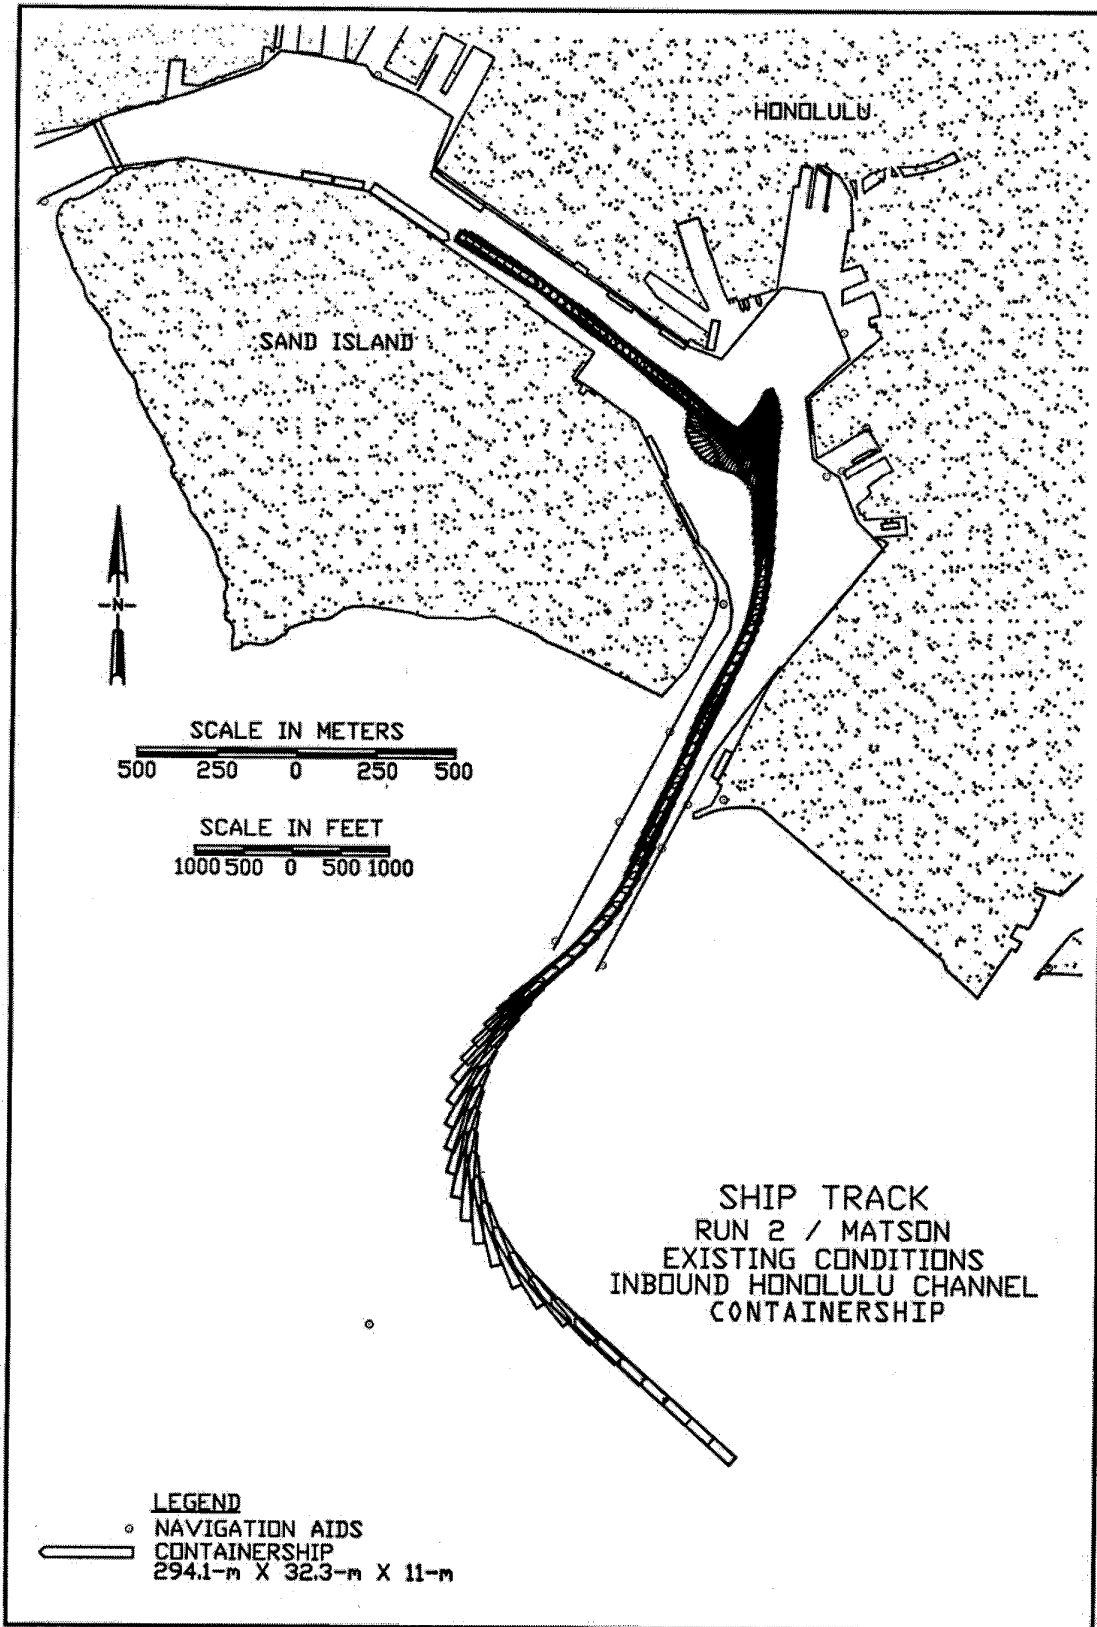 HONOLULU
SAND ISLAND
N
SCALE IN METERS
500 250 0 250 500
SCALE IN FEET
1000 500 0 500 1000
SHIP TRACK
RUN 2 / MATSON
EXISTING CONDITIONS
INBOUND HONOLULU CHANNEL
CONTAINERSHIP
LEGEND
NAVIGATION AIDS
CONTAINERSHIP
294.1-m X 32.3-m X 11-m